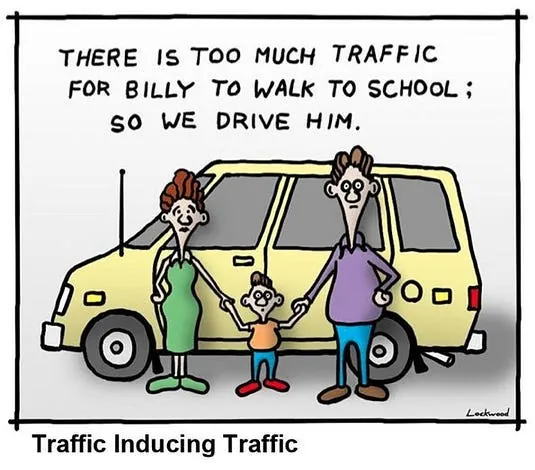 THERE IS TOO MUCH TRAFFIC
FOR BILLY TO WALK TO SCHOOL;
SO WE DRIVE HIM.
Lockwood
Traffic Inducing Traffic